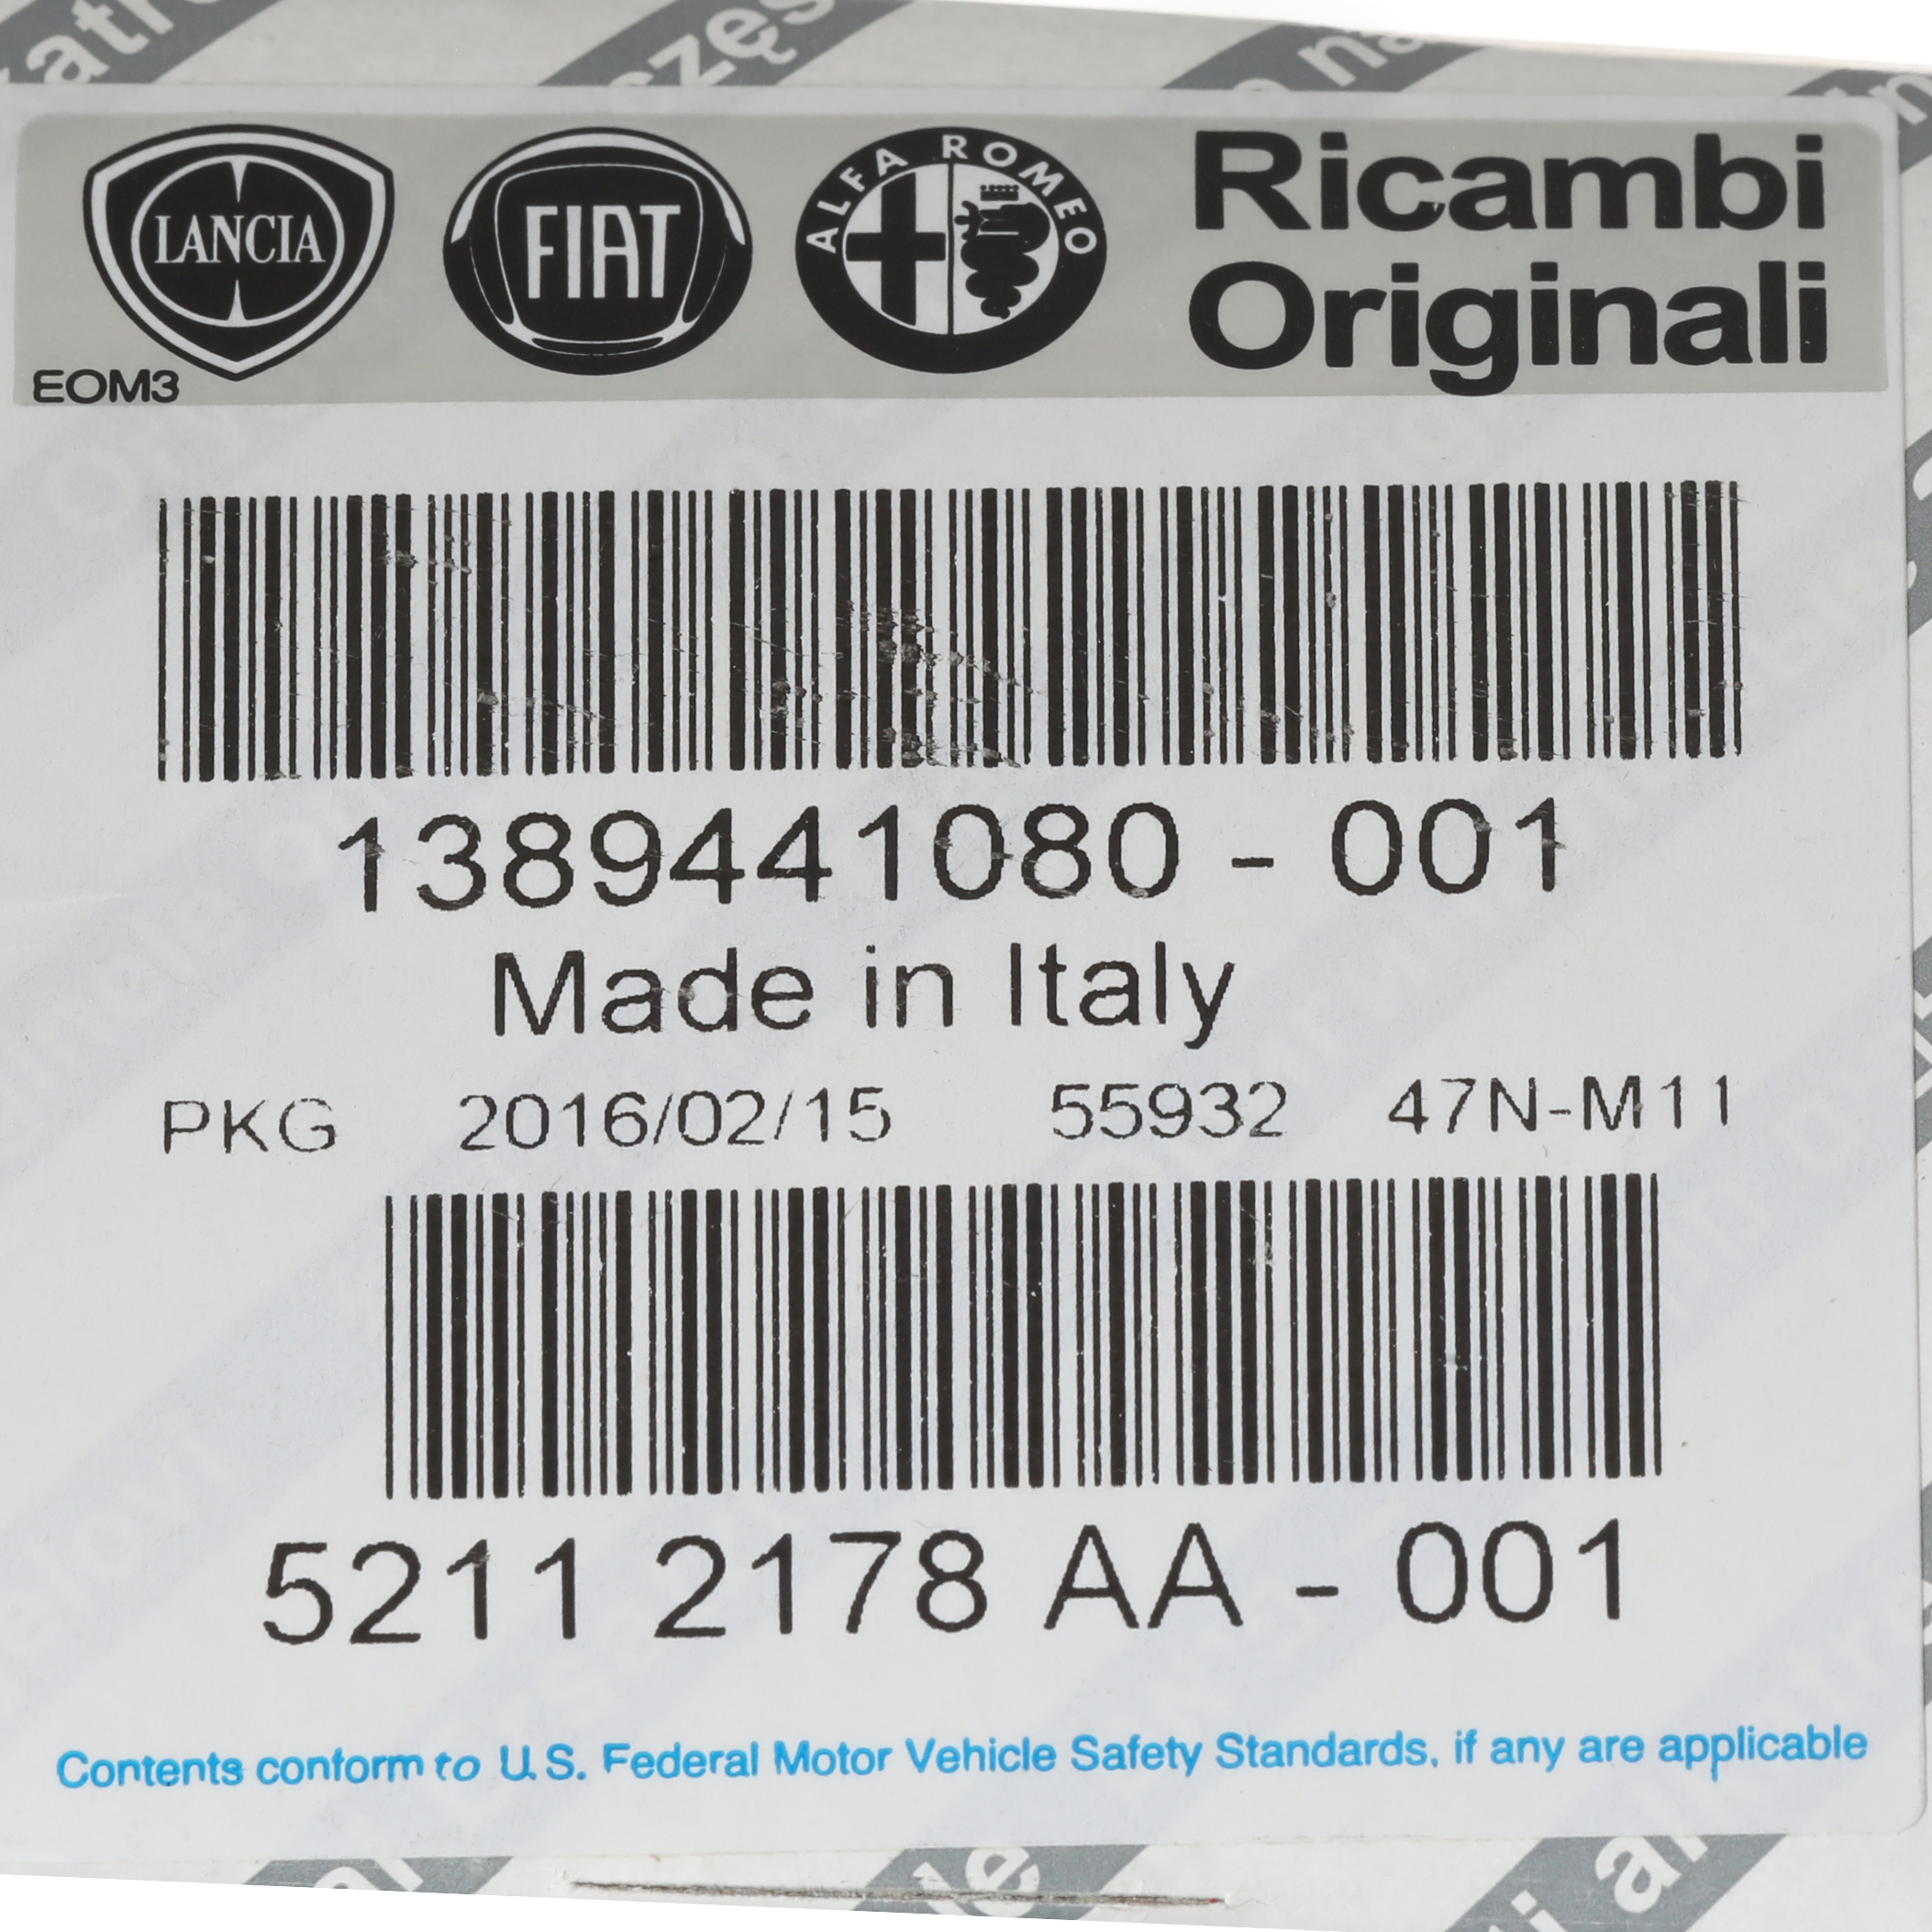 LANCIA
FIAT
ALFA ROMEO
Ricambi
Originali
EOM3
1389441080 - 001
Made in Italy
PKG 2016/02/15 55932 47N-M11
5211 2178 AA - 001
Contents conform to U.S. Federal Motor Vehicle Safety Standards, if any are applicable